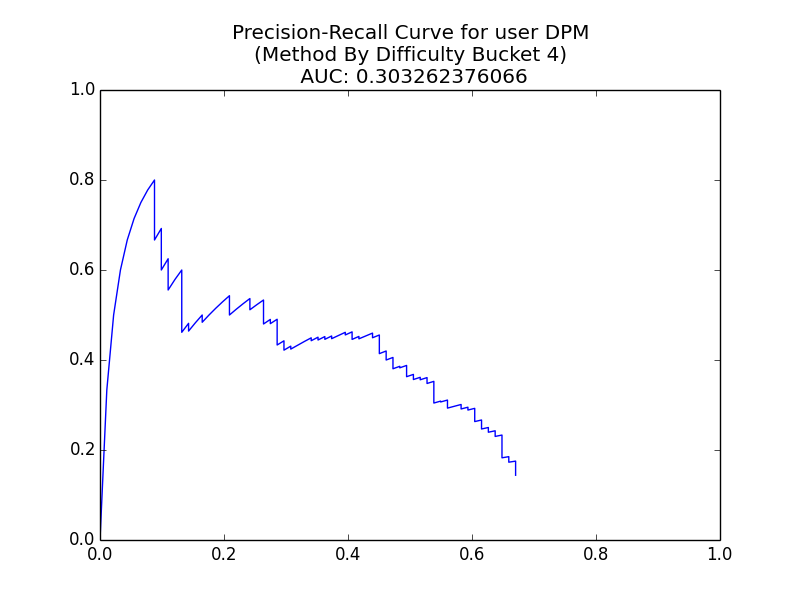 Precision-Recall Curve for user DPM
(Method By Difficulty Bucket 4)
AUC: 0.303262376066
1.0
0.8
0.6
0.4
0.2
0.0
0.0 0.2 0.4 0.6 0.8 1.0